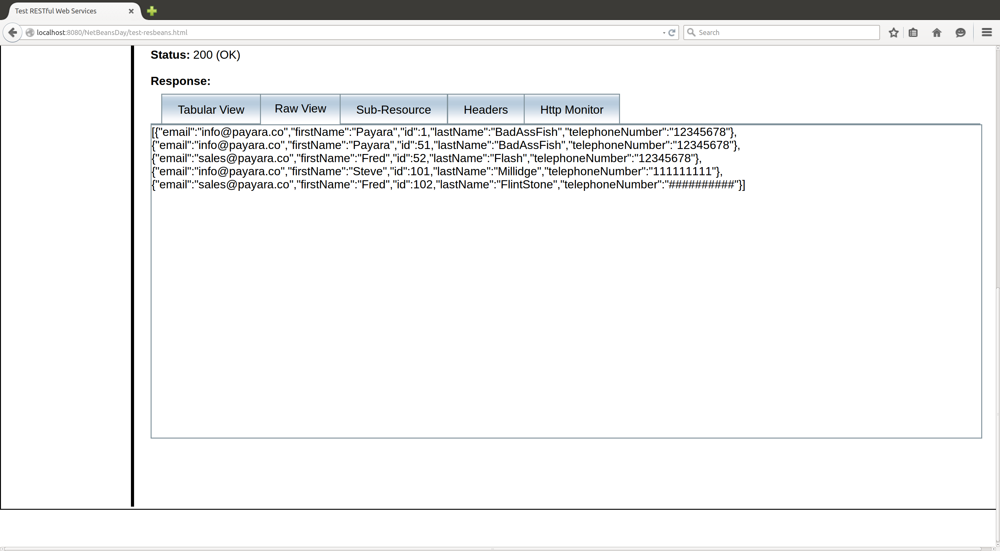 Test RESTful Web Services
localhost:8080/NetBeansDay/test-resbeans.html
Search
Status: 200 (OK)
Response:
Tabular View Raw View Sub-Resource Headers Http Monitor
[{"email":"info@payara.co","firstName":"Payara","id":1,"lastName":"BadAssFish","telephoneNumber":"12345678"},
{"email":"info@payara.co","firstName":"Payara","id":51,"lastName":"BadAssFish","telephoneNumber":"12345678"},
{"email":"sales@payara.co","firstName":"Fred","id":52,"lastName":"Flash","telephoneNumber":"12345678"},
{"email":"info@payara.co","firstName":"Steve","id":101,"lastName":"Millidge","telephoneNumber":"111111111"},
{"email":"sales@payara.co","firstName":"Fred","id":102,"lastName":"FlintStone","telephoneNumber":"##########"}]